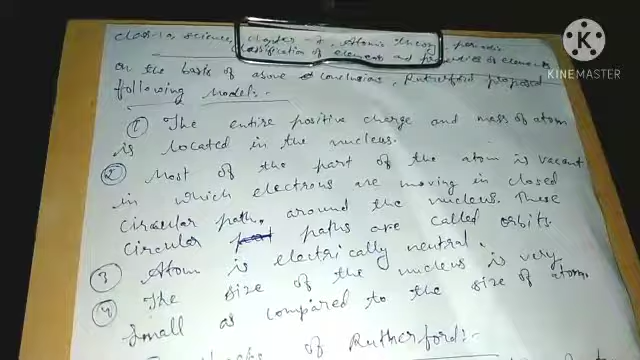 class-10 science, chapter-7, Atomic theory, periodic
classification of elements and properties of elements
on the basis of above conclusions, Rutherford proposed
following Model:-
① The entire positive charge and mass of atom
is located in the nucleus.
② Most of the part of the atom is vacant
in which electrons are moving in closed
circular path. around the nucleus. These
circular paths are called orbits.
③ Atom is electrically neutral.
④ The size of the nucleus is very
small as compared to the size of atom.
of Rutherford:-
KINEMASTER